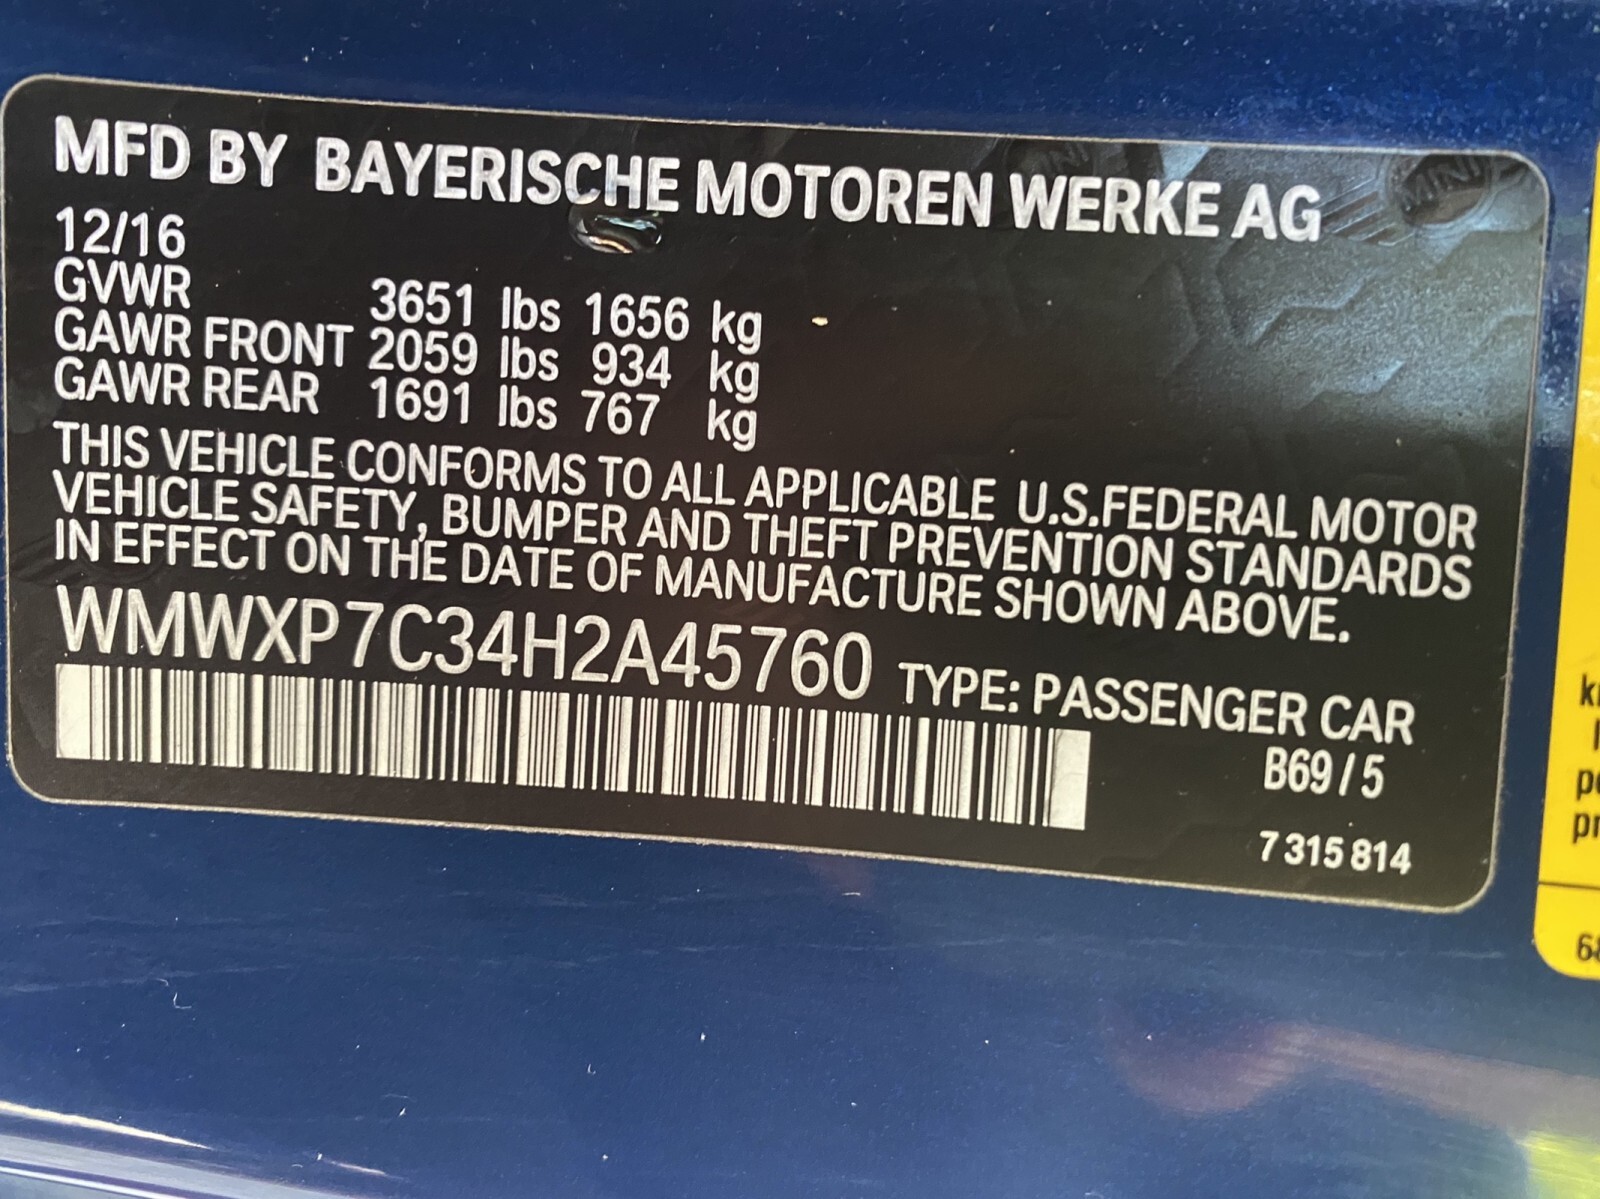 MFD BY BAYERISCHE MOTOREN WERKE AG
12/16
GVWR 3651 lbs 1656 kg
GAWR FRONT 2059 lbs 934 kg
GAWR REAR 1691 lbs 767 kg
THIS VEHICLE CONFORMS TO ALL APPLICABLE U.S.FEDERAL MOTOR
VEHICLE SAFETY, BUMPER AND THEFT PREVENTION STANDARDS
IN EFFECT ON THE DATE OF MANUFACTURE SHOWN ABOVE.
WMWXP7C34H2A45760 TYPE: PASSENGER CAR
B69/5
7 315 814
MINI
MINI